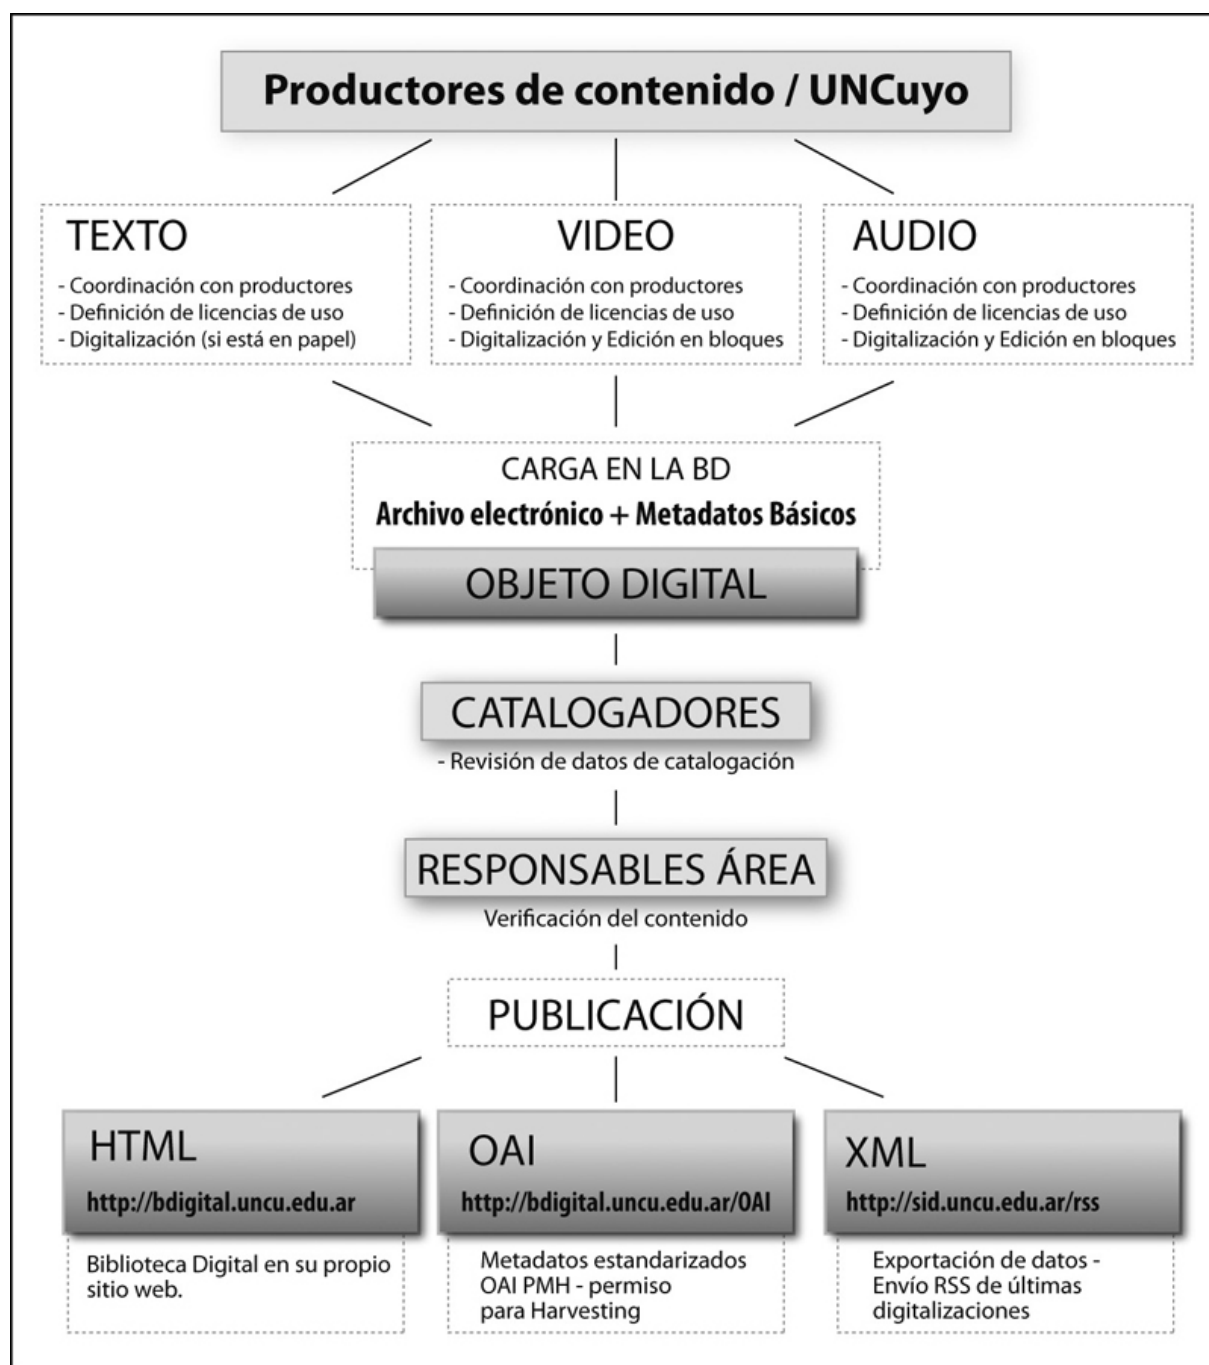 Productores de contenido / UNCuyo
TEXTO
- Coordinación con productores
- Definición de licencias de uso
- Digitalización (si está en papel)
VIDEO
- Coordinación con productores
- Definición de licencias de uso
- Digitalización y Edición en bloques
AUDIO
- Coordinación con productores
- Definición de licencias de uso
- Digitalización y Edición en bloques
CARGA EN LA BD
Archivo electrónico + Metadatos Básicos
OBJETO DIGITAL
CATALOGADORES
- Revisión de datos de catalogación
RESPONSABLES ÁREA
Verificación del contenido
PUBLICACIÓN
HTML
http://bdigital.uncu.edu.ar
Biblioteca Digital en su propio
sitio web.
OAI
http://bdigital.uncu.edu.ar/OAI
Metadatos estandarizados
OAI PMH - permiso
para Harvesting
XML
http://sid.uncu.edu.ar/rss
Exportación de datos -
Envío RSS de últimas
digitalizaciones